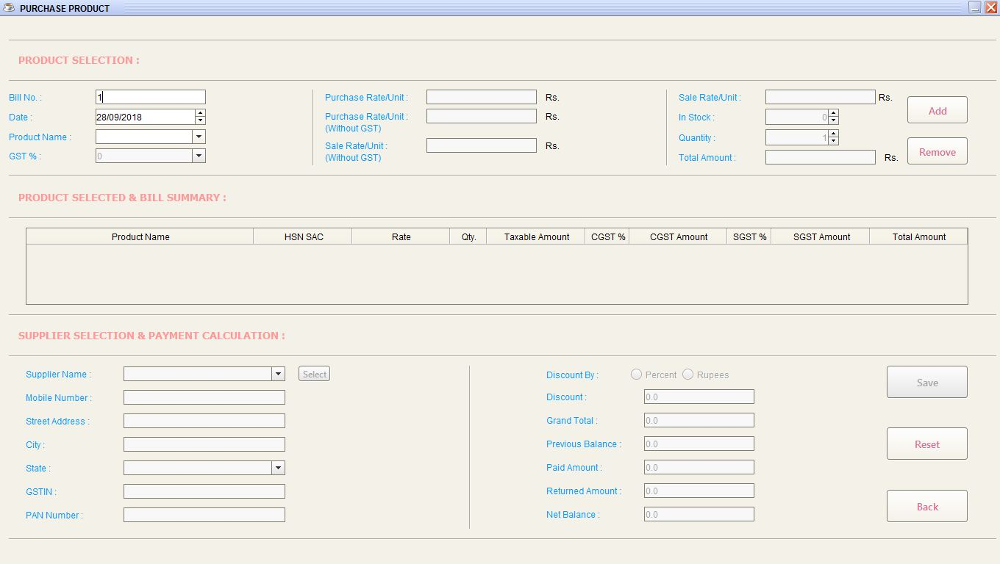 PURCHASE PRODUCT
PRODUCT SELECTION :
Bill No. : 1
Date : 28/09/2018
Product Name :
GST % : 0
Purchase Rate/Unit : Rs.
Purchase Rate/Unit : Rs.
(Without GST)
Sale Rate/Unit : Rs.
(Without GST)
Sale Rate/Unit : Rs.
In Stock : 0
Quantity : 1
Total Amount : Rs.
Add
Remove
PRODUCT SELECTED & BILL SUMMARY :
Product Name HSN SAC Rate Qty. Taxable Amount CGST % CGST Amount SGST % SGST Amount Total Amount
SUPPLIER SELECTION & PAYMENT CALCULATION :
Supplier Name : Select
Mobile Number :
Street Address :
City :
State :
GSTIN :
PAN Number :
Discount By : Percent Rupees
Discount : 0.0
Grand Total : 0.0
Previous Balance : 0.0
Paid Amount : 0.0
Returned Amount : 0.0
Net Balance : 0.0
Save
Reset
Back